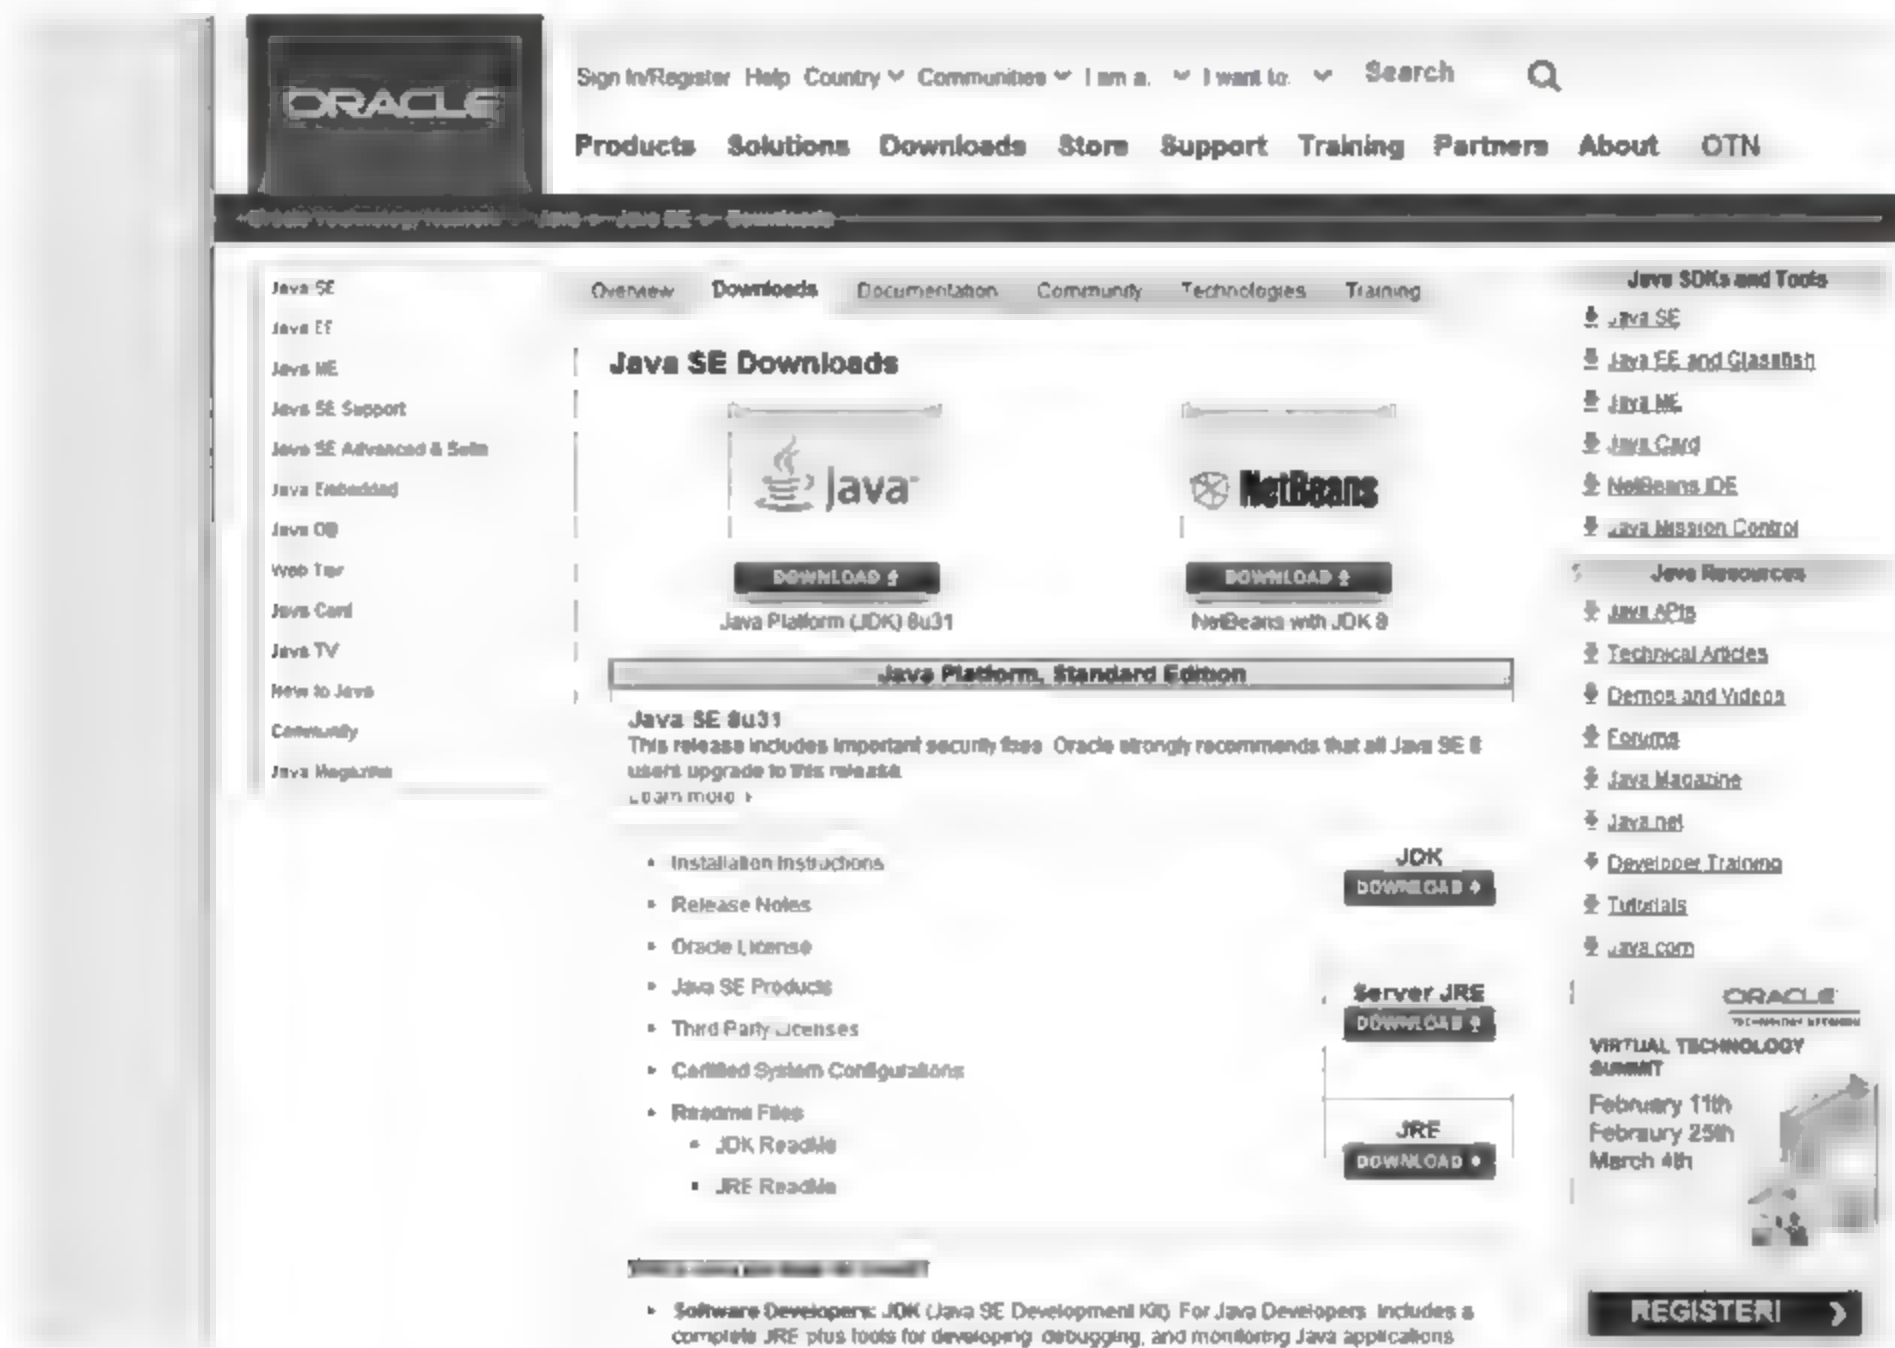 ORACLE
Sign In/Register Help Country Communities I am a. I want to: Search
Products Solutions Downloads Store Support Training Partners About OTN
Java Java SE Downloads
Java SE
Java EE
Java ME
Java SE Support
Java SE Advanced & Suite
Java Embedded
Java DB
Web Tier
Java Card
Java TV
New to Java
Community
Java Magazine
Overview Downloads Documentation Community Technologies Training
Java SE Downloads
Java
NetBeans
DOWNLOAD
DOWNLOAD
Java Platform (JDK) 8u31
NetBeans with JDK 8
Java Platform, Standard Edition
Java SE 8u31
This release includes important security fixes Oracle strongly recommends that all Java SE 8
users upgrade to this release
Learn more
Installation Instructions
Release Notes
Oracle License
Java SE Products
Third Party Licenses
Certified System Configurations
Readme Files
JDK ReadMe
JRE ReadMe
JDK
DOWNLOAD
Server JRE
DOWNLOAD
JRE
DOWNLOAD
Software Developers: JDK (Java SE Development Kit) For Java Developers Includes a
complete JRE plus tools for developing debugging, and monitoring Java applications
Java SDKs and Tools
Java SE
Java EE and Glassfish
Java ME
Java Card
NetBeans IDE
Java Mission Control
Java Resources
Java APIs
Technical Articles
Demos and Videos
Forums
Java Magazine
Java.net
Developer Training
Tutorials
Java.com
ORACLE
VIRTUAL TECHNOLOGY
SUMMIT
February 11th
Febraury 25th
March 4th
REGISTER!